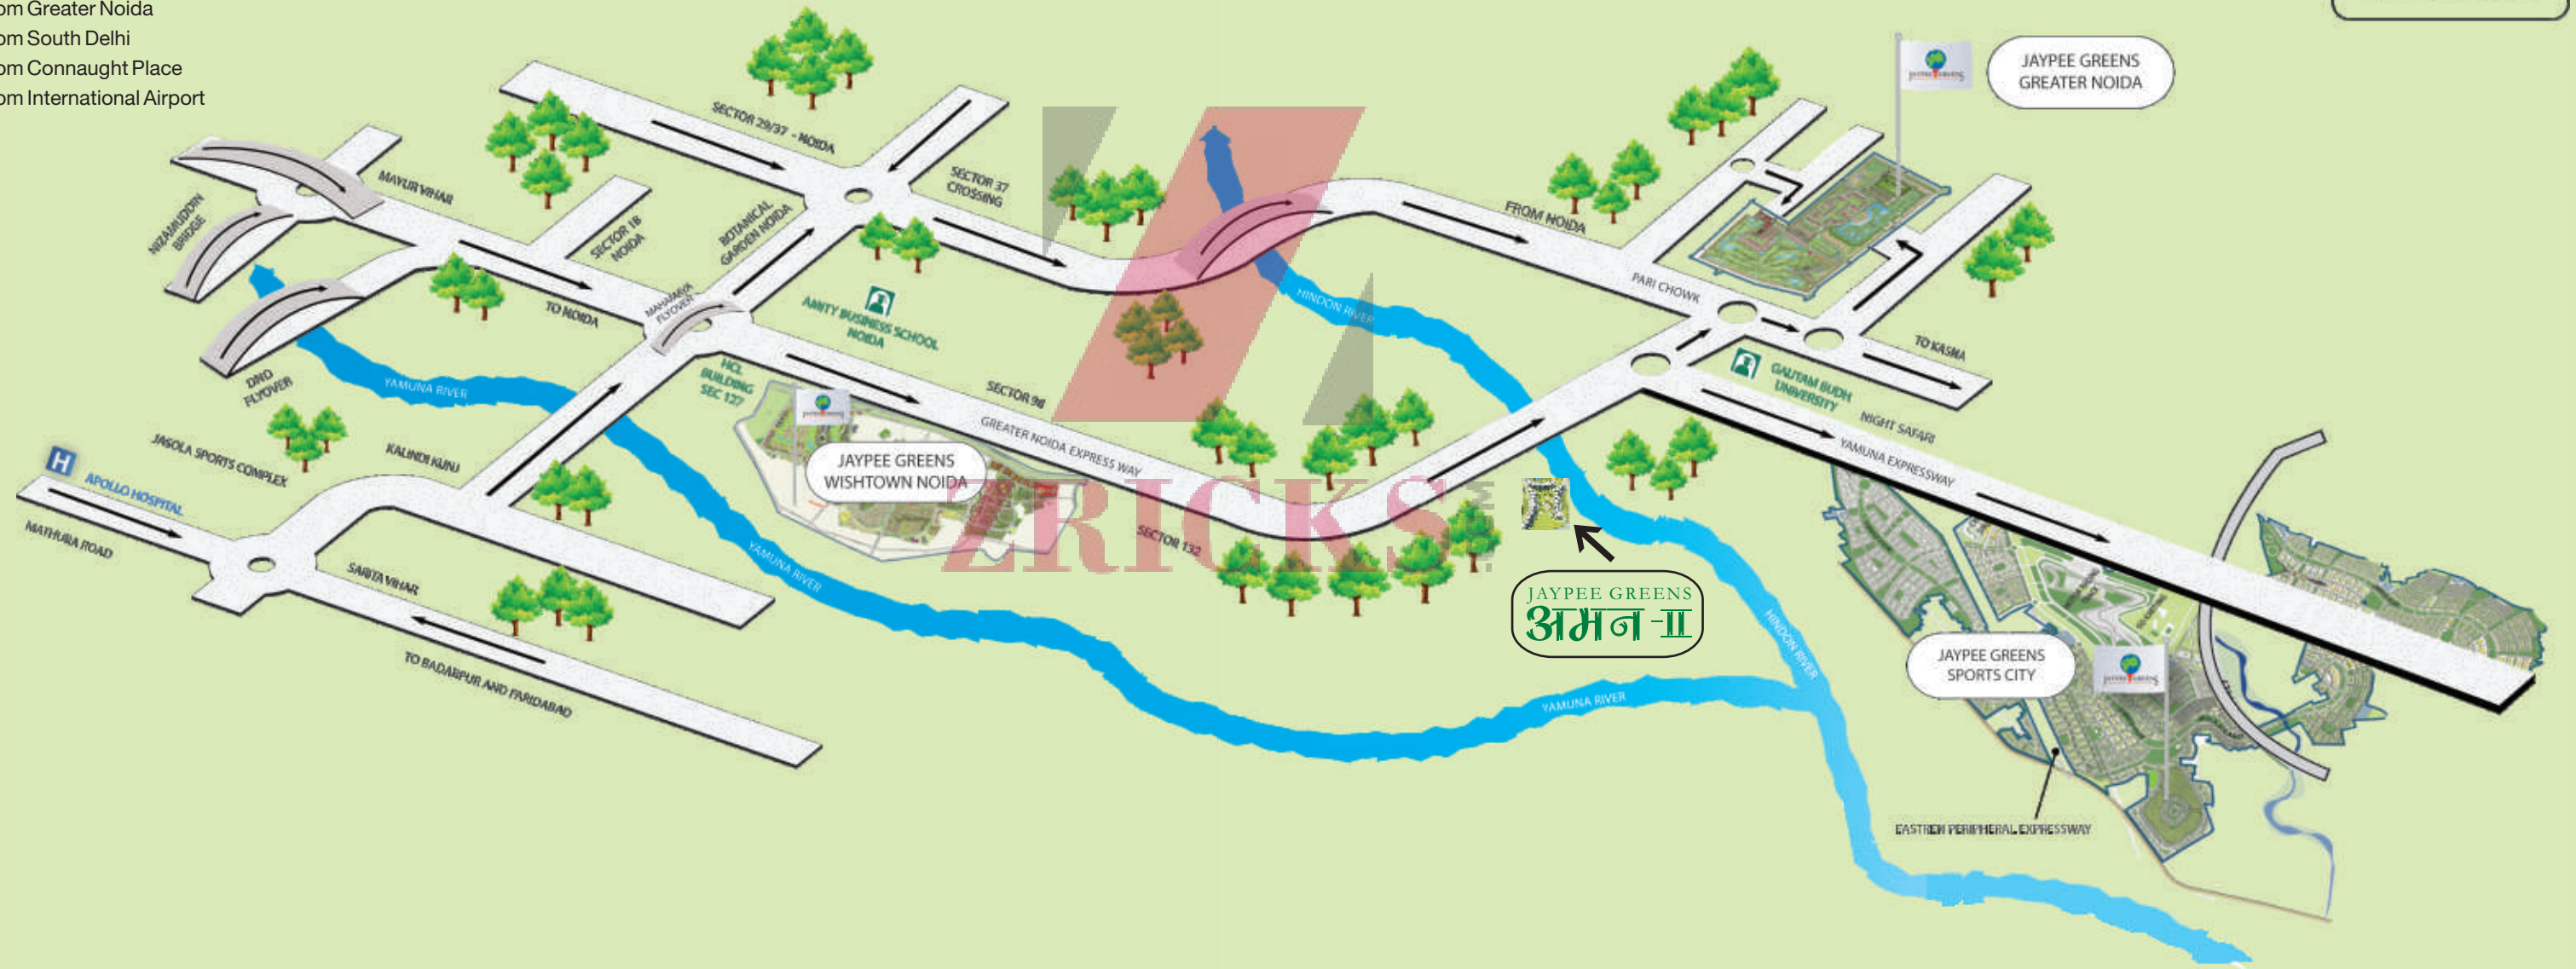 om Greater Noida
om South Delhi
om Connaught Place
om International Airport
JAYPEE GREENS
GREATER NOIDA
JAYPEE GREENS
SECTOR 29/37 - NOIDA
SECTOR 37
CROSSING
MAYUR VIHAR
NIZAMUDDIN
BRIDGE
SECTOR 18
NOIDA
BOTANICAL
GARDEN NOIDA
FROM NOIDA
PARI CHOWK
HINDON RIVER
MAHAMAYA
FLYOVER
TO NOIDA
AMITY BUSINESS SCHOOL
NOIDA
HCL
BUILDING
SEC 127
TO KASNA
GAUTAM BUDH
UNIVERSITY
NIGHT SAFARI
YAMUNA EXPRESSWAY
DND
FLYOVER
YAMUNA RIVER
SECTOR 98
GREATER NOIDA EXPRESS WAY
JAYPEE GREENS
WISHTOWN NOIDA
JASOLA SPORTS COMPLEX
KALINDI KUNJ
H
APOLLO HOSPITAL
MATHURA ROAD
ZRICKS
SECTOR 132
YAMUNA RIVER
SARITA VIHAR
TO BADARPUR AND FARIDABAD
JAYPEE GREENS
अमन-II
HINDON RIVER
YAMUNA RIVER
JAYPEE GREENS
SPORTS CITY
JAYPEE GREENS
EASTREN PERIPHERAL EXPRESSWAY